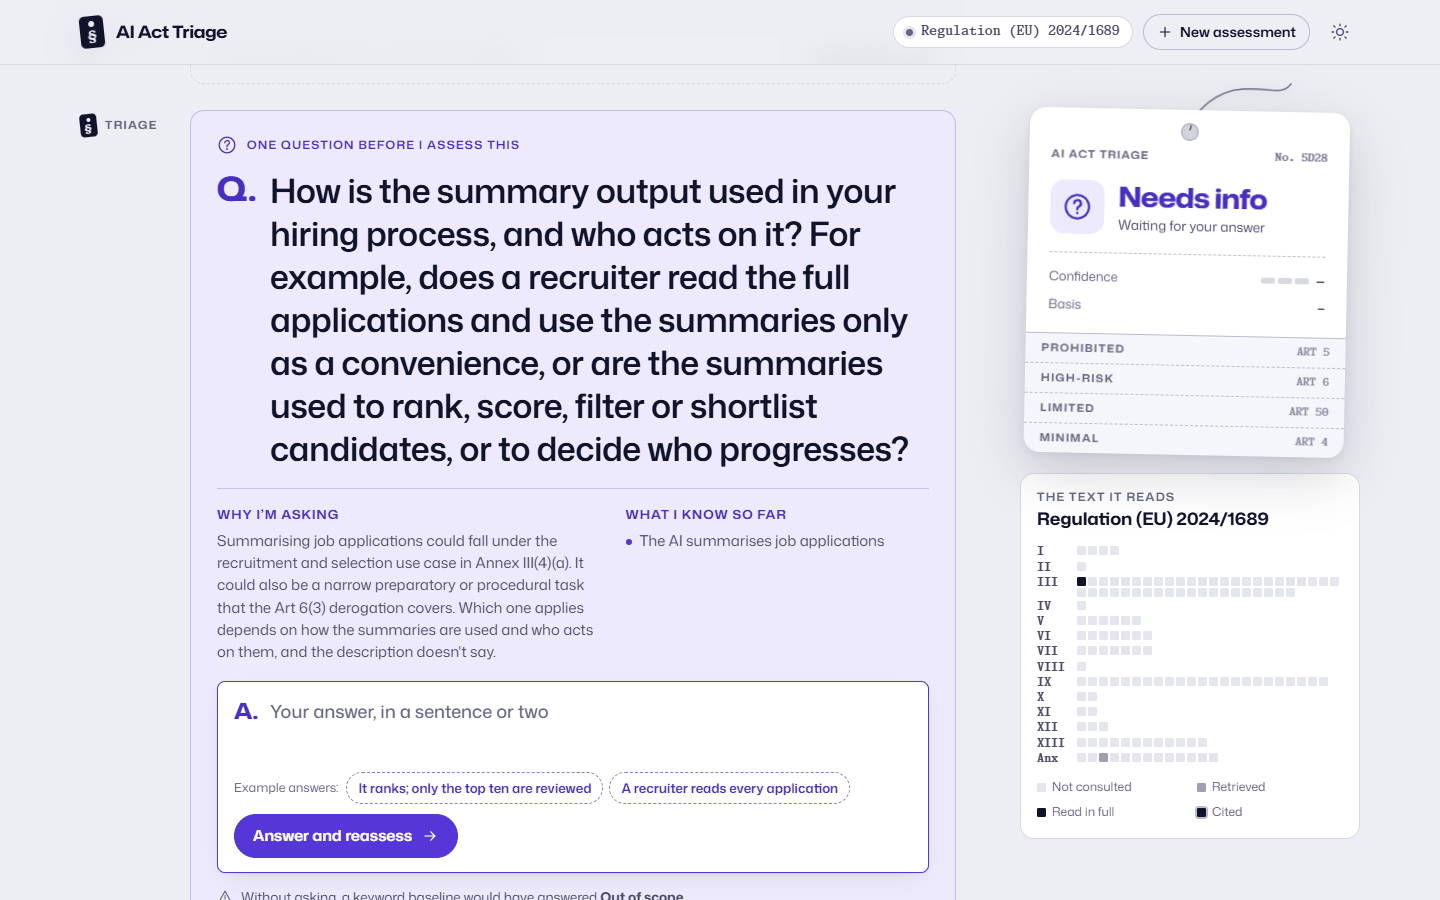 AI Act Triage
Regulation (EU) 2024/1689
+ New assessment
TRIAGE
ONE QUESTION BEFORE I ASSESS THIS
Q. How is the summary output used in your
hiring process, and who acts on it? For
example, does a recruiter read the full
applications and use the summaries only
as a convenience, or are the summaries
used to rank, score, filter or shortlist
candidates, or to decide who progresses?
WHY I'M ASKING
Summarising job applications could fall under the
recruitment and selection use case in Annex III(4)(a). It
could also be a narrow preparatory or procedural task
that the Art 6(3) derogation covers. Which one applies
depends on how the summaries are used and who acts
on them, and the description doesn't say.
WHAT I KNOW SO FAR
The AI summarises job applications
A. Your answer, in a sentence or two
Example answers: It ranks; only the top ten are reviewed A recruiter reads every application
Answer and reassess →
Without asking, a keyword baseline would have answered Out of scope
AI ACT TRIAGE No. 5D28
Needs info
Waiting for your answer
Confidence –
Basis –
PROHIBITED ART 5
HIGH-RISK ART 6
LIMITED ART 50
MINIMAL ART 4
THE TEXT IT READS
Regulation (EU) 2024/1689
I
II
III
IV
V
VI
VII
VIII
IX
X
XI
XII
XIII
Anx
Not consulted Retrieved
Read in full Cited